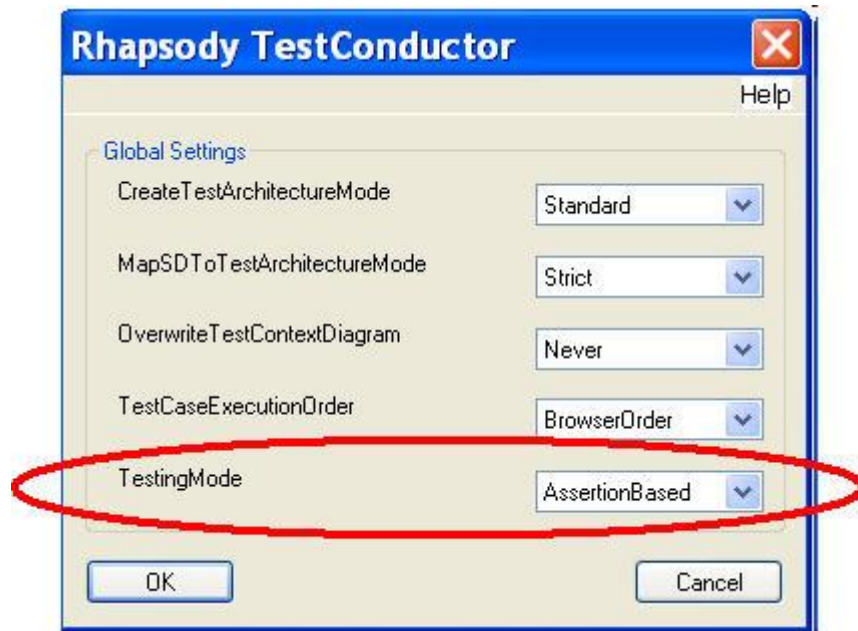 Rhapsody TestConductor
Help
Global Settings
CreateTestArchitectureMode
Standard
MapSDToTestArchitectureMode
Strict
OverwriteTestContextDiagram
Never
TestCaseExecutionOrder
BrowserOrder
TestingMode
AssertionBased
OK
Cancel